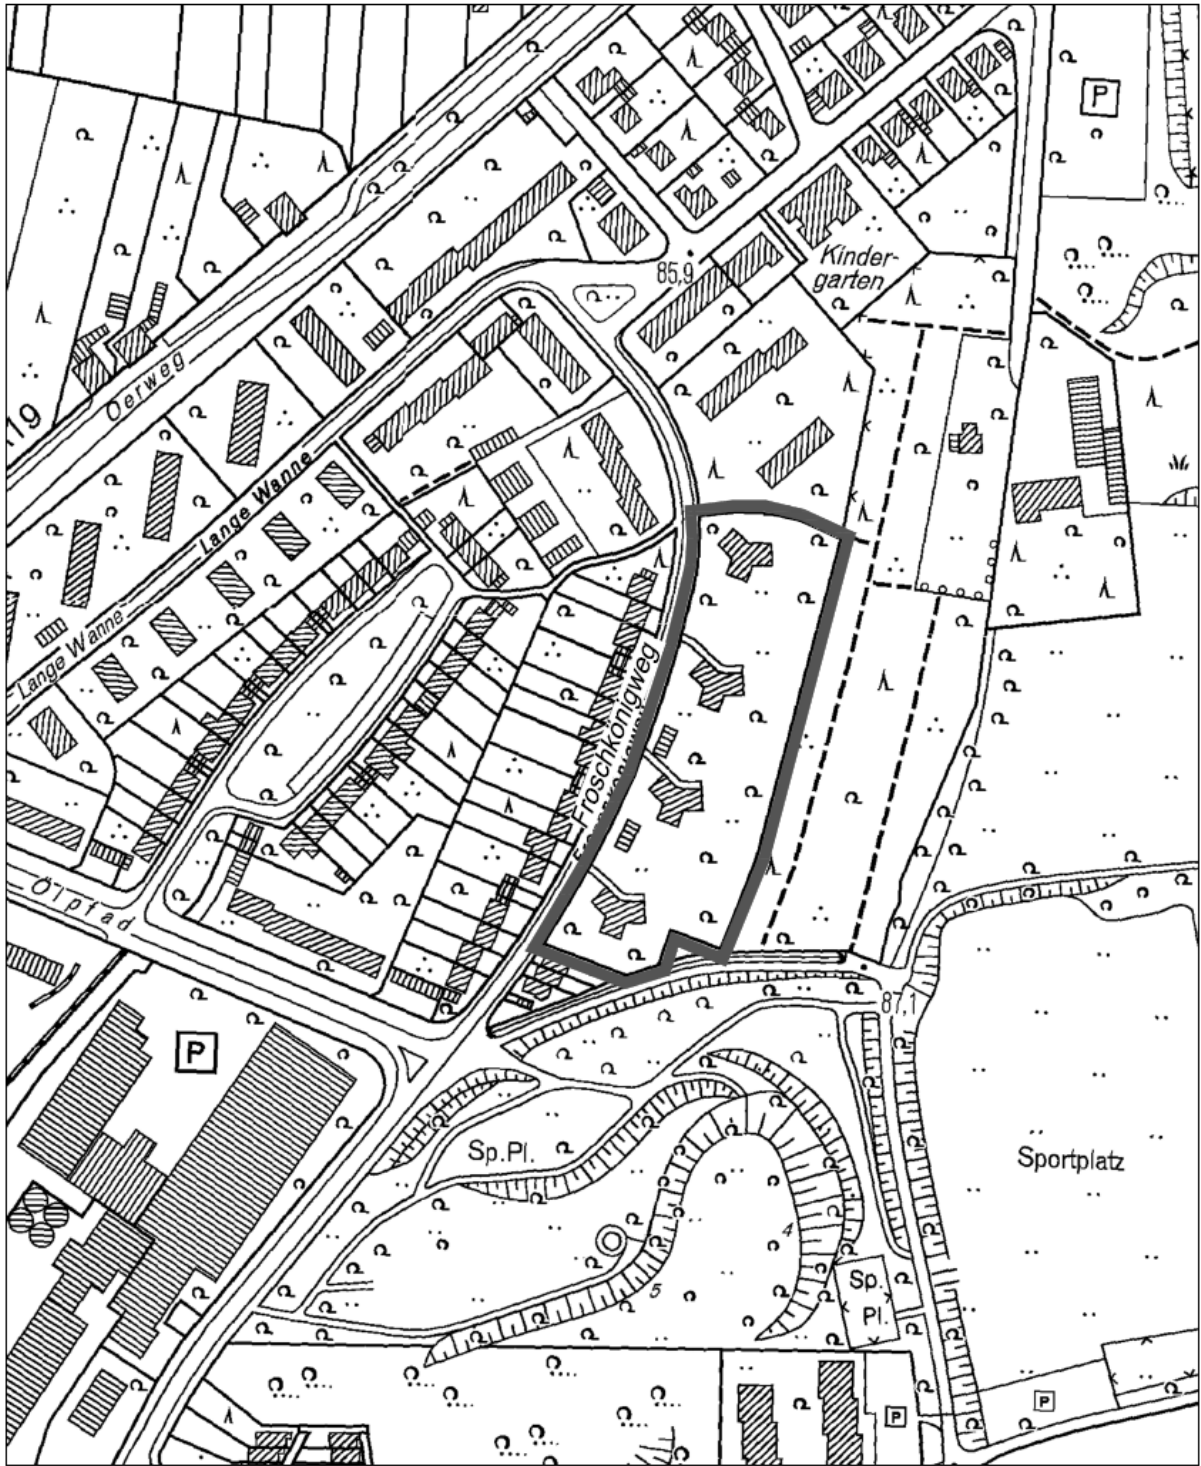 P
Kinder-
garten
85,9
Oerweg
19
Lange Wanne
Lange Wanne
Froschkönigweg
Ölpfad
87,1
P
Sp.Pl.
Sportplatz
4
5
Sp.
Pl.
P
P